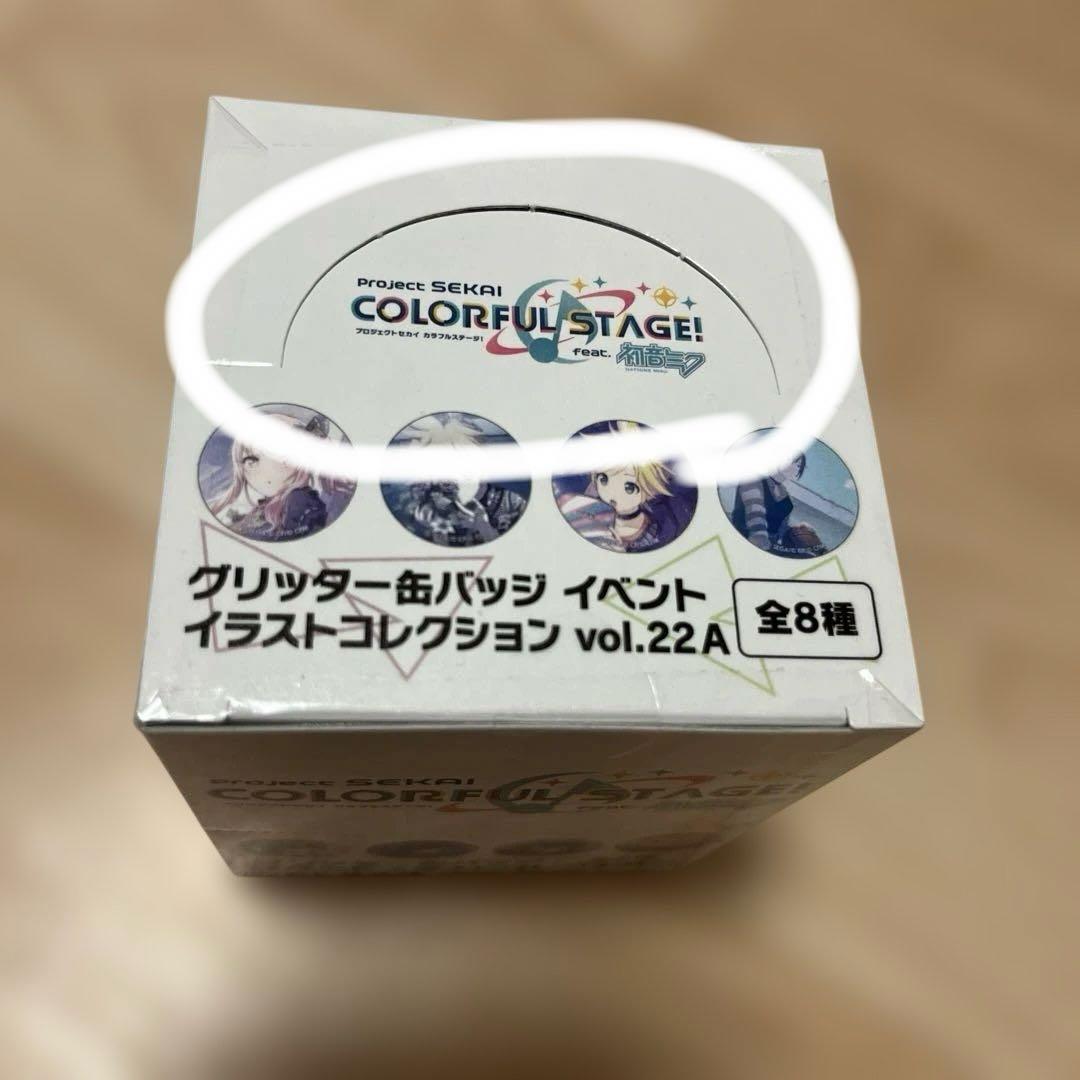 Project SEKAI
COLORFUL STAGE!
プロジェクトセカイ カラフルステージ!
feat. 初音ミク
HATSUNE MIKU
グリッター缶バッジ イベント
イラストコレクション vol.22A
全8種
Project SEKAI
COLORFUL STAGE!